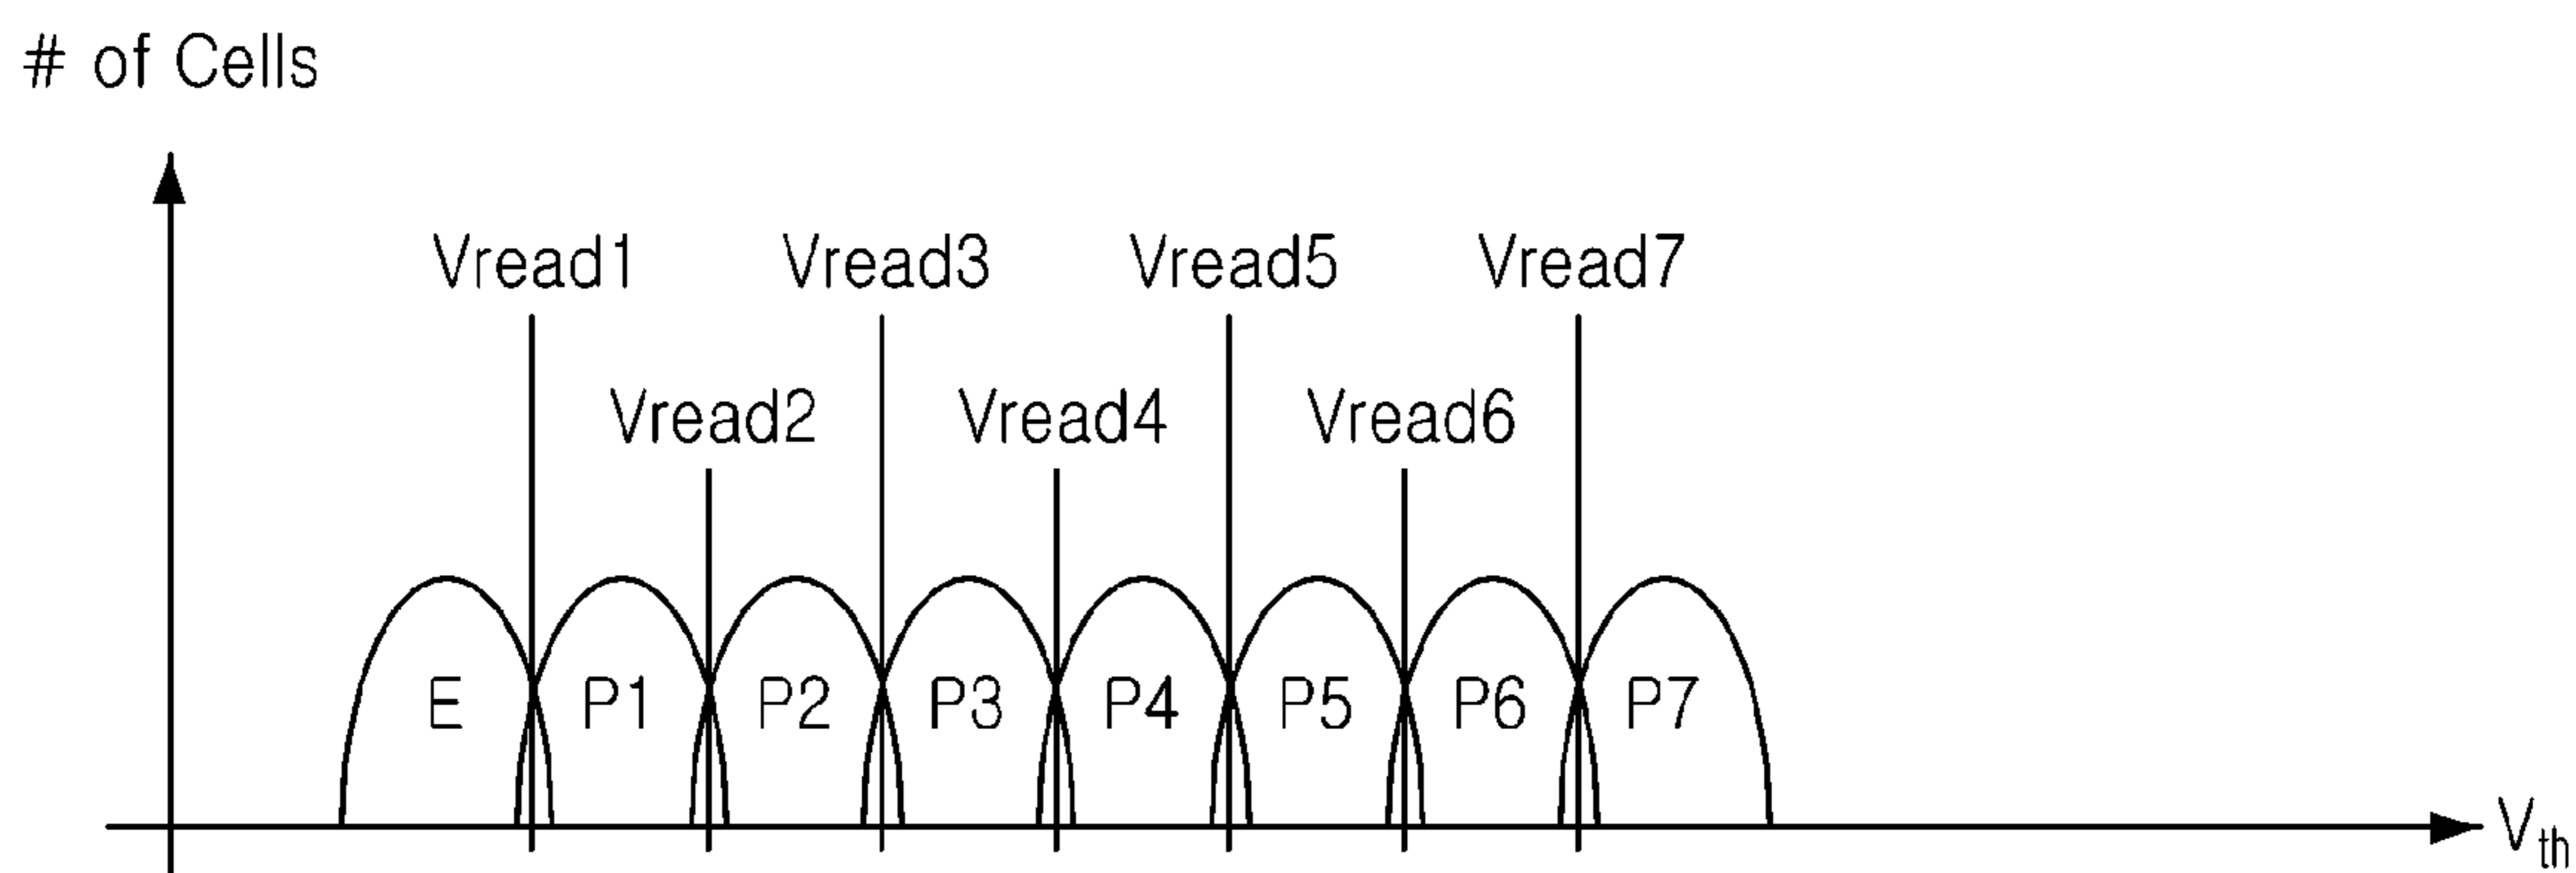 # of Cells
Vread1 Vread3 Vread5 Vread7
Vread2 Vread4 Vread6
E P1 P2 P3 P4 P5 P6 P7
Vth